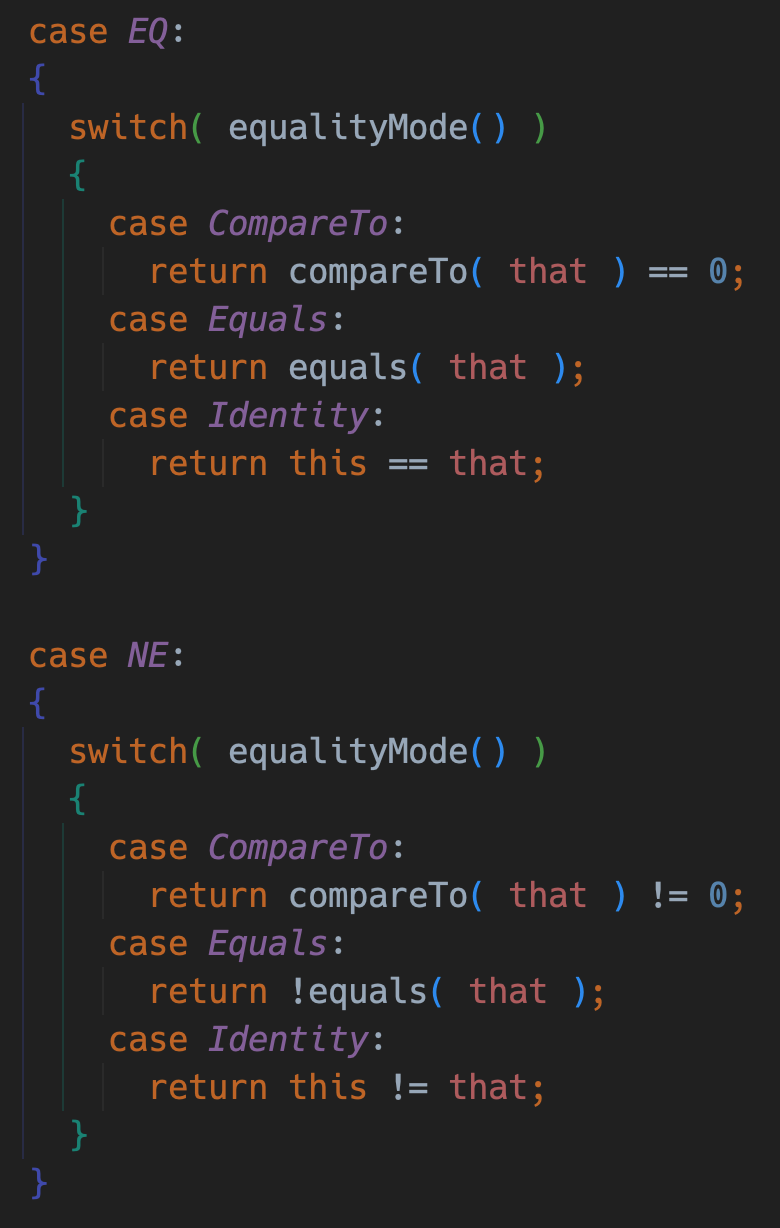 case EQ:
{
  switch( equalityMode() )
  {
    case CompareTo:
      return compareTo( that ) == 0;
    case Equals:
      return equals( that );
    case Identity:
      return this == that;
  }
}

case NE:
{
  switch( equalityMode() )
  {
    case CompareTo:
      return compareTo( that ) != 0;
    case Equals:
      return !equals( that );
    case Identity:
      return this != that;
  }
}